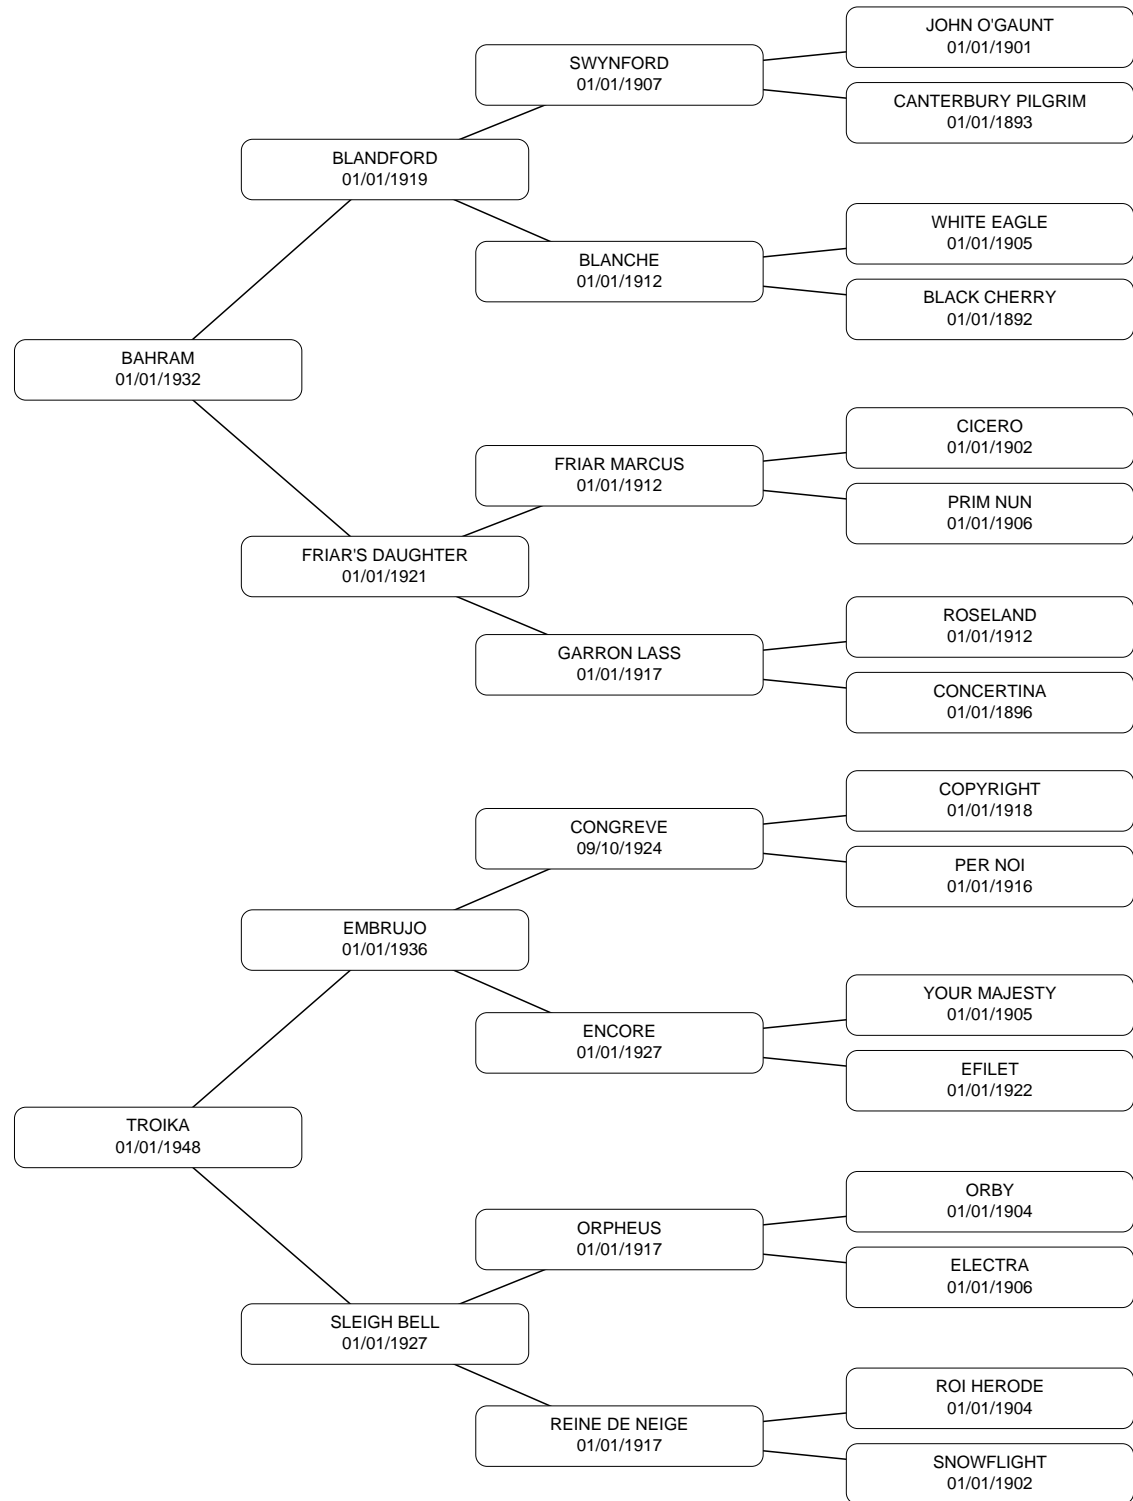 JOHN O'GAUNT
01/01/1901
SWYNFORD
01/01/1907
CANTERBURY PILGRIM
01/01/1893
BLANDFORD
01/01/1919
WHITE EAGLE
01/01/1905
BLANCHE
01/01/1912
BLACK CHERRY
01/01/1892
BAHRAM
01/01/1932
CICERO
01/01/1902
FRIAR MARCUS
01/01/1912
PRIM NUN
01/01/1906
FRIAR'S DAUGHTER
01/01/1921
ROSELAND
01/01/1912
GARRON LASS
01/01/1917
CONCERTINA
01/01/1896
COPYRIGHT
01/01/1918
CONGREVE
09/10/1924
PER NOI
01/01/1916
EMBRUJO
01/01/1936
YOUR MAJESTY
01/01/1905
ENCORE
01/01/1927
EFILET
01/01/1922
TROIKA
01/01/1948
ORBY
01/01/1904
ORPHEUS
01/01/1917
ELECTRA
01/01/1906
SLEIGH BELL
01/01/1927
ROI HERODE
01/01/1904
REINE DE NEIGE
01/01/1917
SNOWFLIGHT
01/01/1902